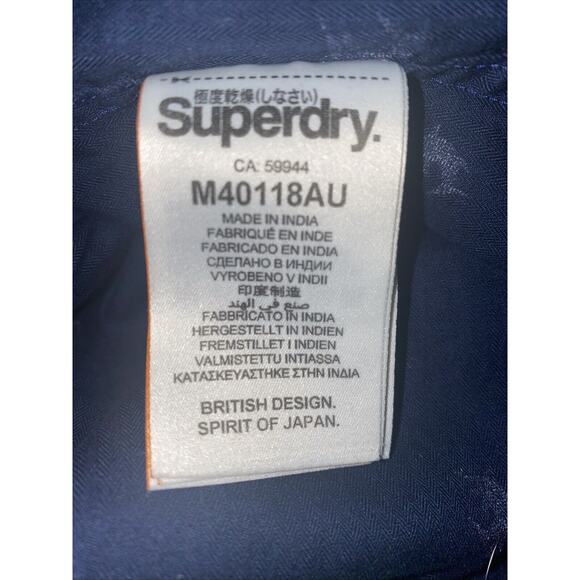 極度乾燥(しなさい)
Superdry.
CA: 59944
M40118AU
MADE IN INDIA
FABRIQUÉ EN INDE
FABRICADO EN INDIA
СДЕЛАНО В ИНДИИ
VYROBENO V INDII
印度制造
صنع في الهند
FABBRICATO IN INDIA
HERGESTELLT IN INDIEN
FREMSTILLET I INDIEN
VALMISTETTU INTIASSA
ΚΑΤΑΣΚΕΥΑΣΤΗΚΕ ΣΤΗΝ ΙΝΔΙΑ
BRITISH DESIGN.
SPIRIT OF JAPAN.